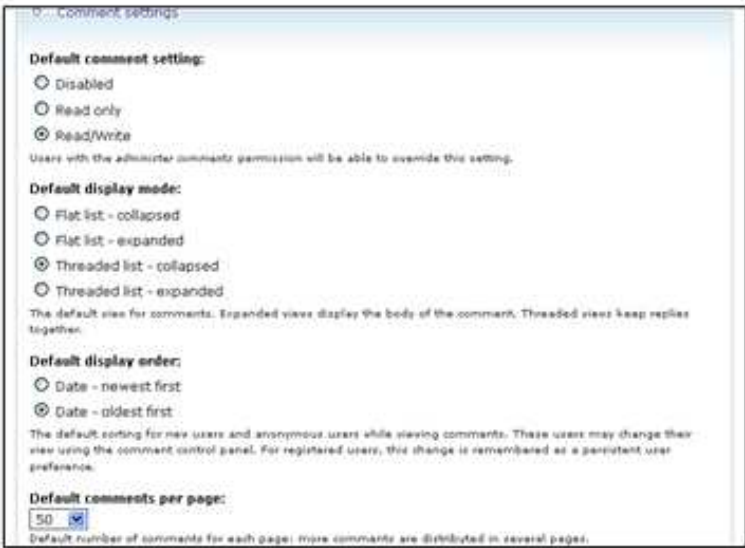 Comment settings
Default comment setting:
Disabled
Read only
Read/Write
Users with the administer comments permission will be able to override this setting.
Default display mode:
Flat list - collapsed
Flat list - expanded
Threaded list - collapsed
Threaded list - expanded
The default view for comments. Expanded views display the body of the comment. Threaded views keep replies
together.
Default display order:
Date - newest first
Date - oldest first
The default sorting for new users and anonymous users while viewing comments. These users may change their
view using the comment control panel. For registered users, this change is remembered as a persistent user
preference.
Default comments per page:
50
Default number of comments for each page: more comments are distributed in several pages.